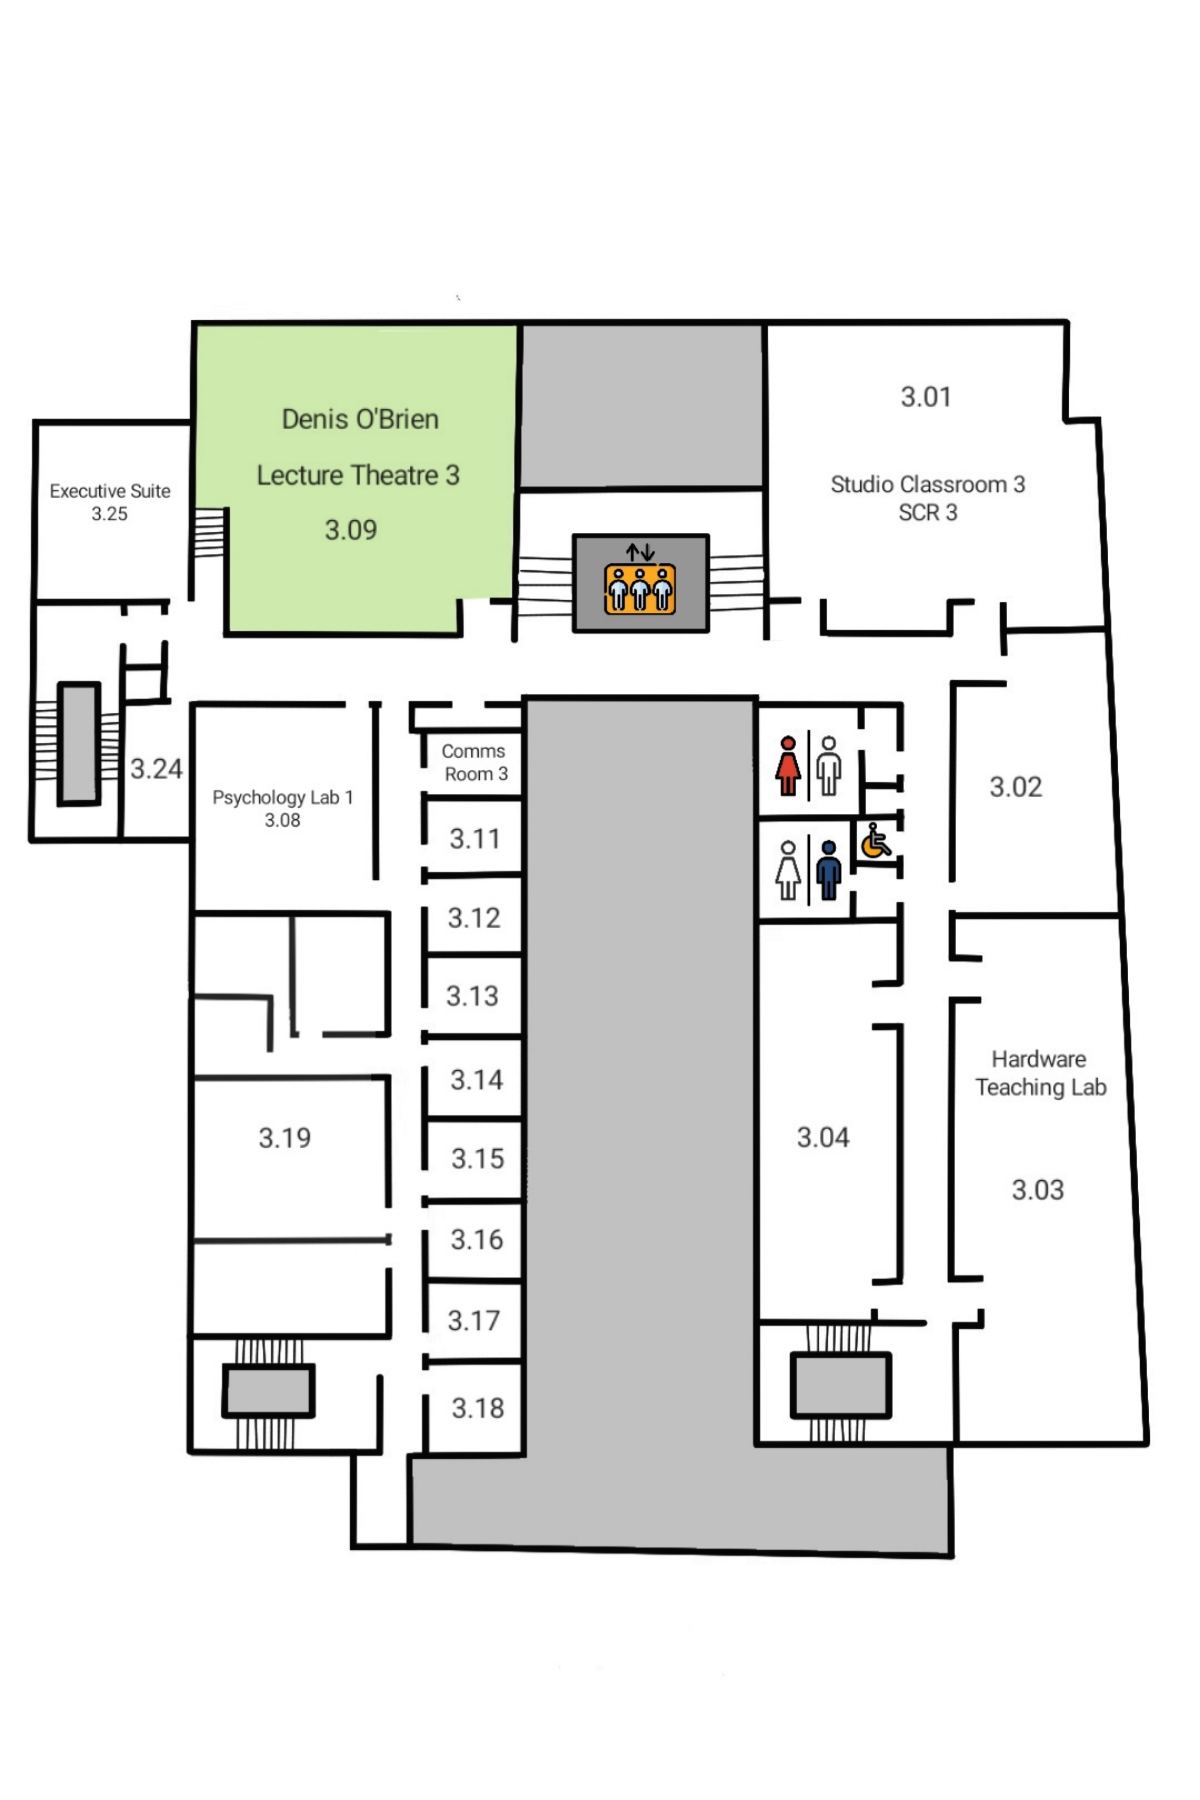 3.01
Denis O'Brien
Lecture Theatre 3
3.09
Studio Classroom 3
SCR 3
Executive Suite
3.25
3.24
Psychology Lab 1
3.08
Comms
Room 3
3.11
3.12
3.13
3.14
3.15
3.16
3.17
3.18
3.19
3.02
Hardware
Teaching Lab
3.03
3.04